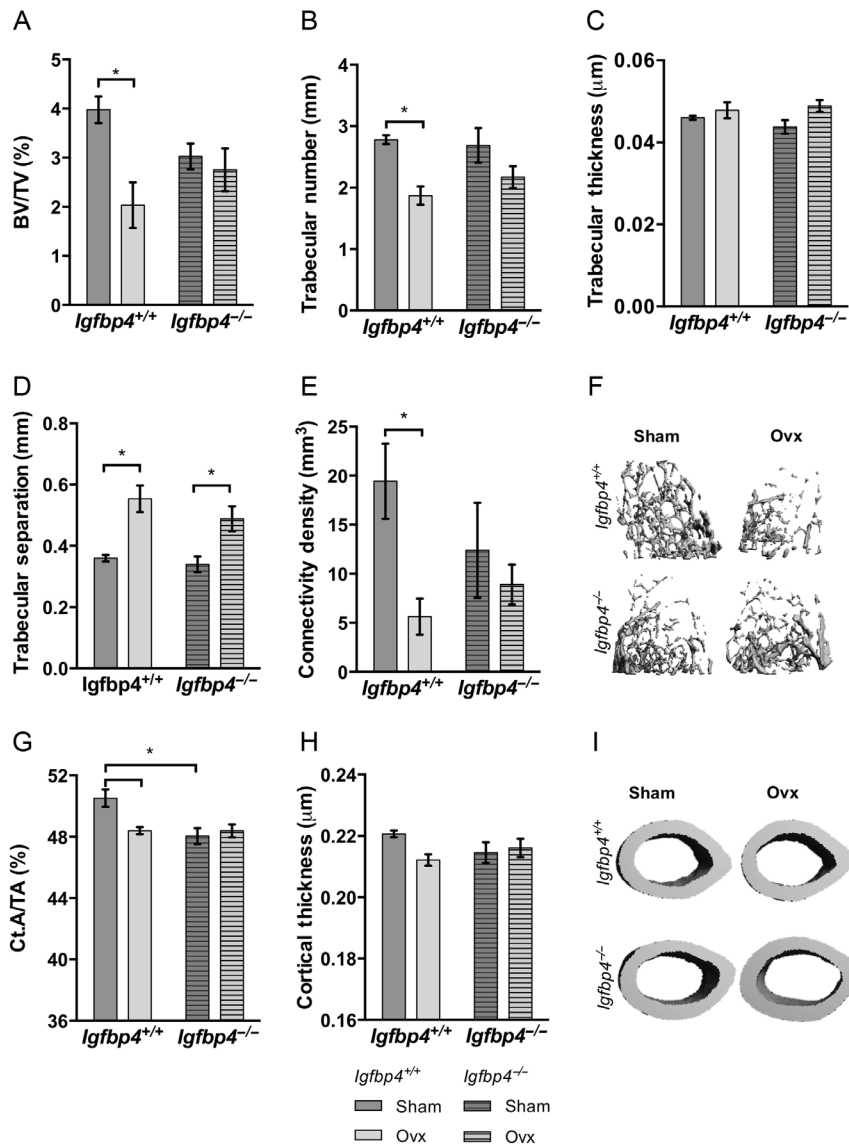 A
BV/TV (%)
5
4
3
2
1
0
*
Igfbp4+/+ Igfbp4−/−
B
Trabecular number (mm)
4
3
2
1
0
*
Igfbp4+/+ Igfbp4−/−
C
Trabecular thickness (μm)
0.06
0.04
0.02
0.00
Igfbp4+/+ Igfbp4−/−
D
Trabecular separation (mm)
0.8
0.6
0.4
0.2
0.0
* *
Igfbp4+/+ Igfbp4−/−
E
Connectivity density (mm³)
25
20
15
10
5
0
*
Igfbp4+/+ Igfbp4−/−
F
Sham Ovx
Igfbp4+/+
Igfbp4−/−
G
Ct.A/TA (%)
52
48
44
40
36
*
Igfbp4+/+ Igfbp4−/−
H
Cortical thickness (μm)
0.24
0.22
0.20
0.18
0.16
Igfbp4+/+ Igfbp4−/−
I
Sham Ovx
Igfbp4+/+
Igfbp4−/−
Igfbp4+/+ Igfbp4−/−
Sham Sham
Ovx Ovx